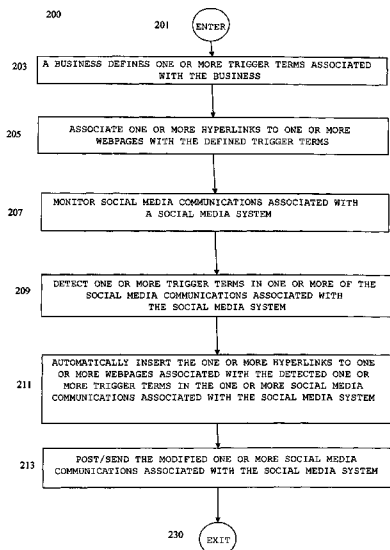 200
201
ENTER
203
A BUSINESS DEFINES ONE OR MORE TRIGGER TERMS ASSOCIATED
WITH THE BUSINESS
205
ASSOCIATE ONE OR MORE HYPERLINKS TO ONE OR MORE
WEBPAGES WITH THE DEFINED TRIGGER TERMS
207
MONITOR SOCIAL MEDIA COMMUNICATIONS ASSOCIATED WITH
A SOCIAL MEDIA SYSTEM
209
DETECT ONE OR MORE TRIGGER TERMS IN ONE OR MORE OF THE
SOCIAL MEDIA COMMUNICATIONS ASSOCIATED WITH
THE SOCIAL MEDIA SYSTEM
211
AUTOMATICALLY INSERT THE ONE OR MORE HYPERLINKS TO ONE
OR MORE WEBPAGES ASSOCIATED WITH THE DETECTED ONE OR
MORE TRIGGER TERMS IN THE ONE OR MORE SOCIAL MEDIA
COMMUNICATIONS ASSOCIATED WITH THE SOCIAL MEDIA SYSTEM
213
POST/SEND THE MODIFIED ONE OR MORE SOCIAL MEDIA
COMMUNICATIONS ASSOCIATED WITH THE SOCIAL MEDIA SYSTEM
230
EXIT